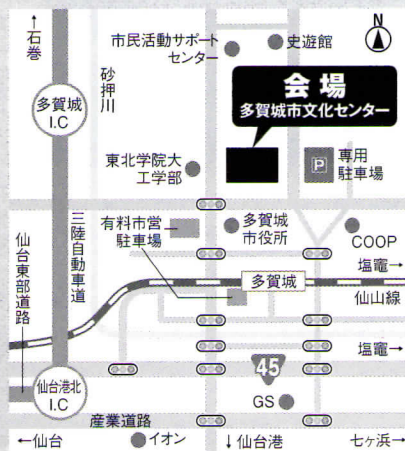 ←石巻
N
市民活動サポート
センター
史遊館
砂押川
多賀城
I.C
会場
多賀城市文化センター
東北学院大
工学部
P
専用
駐車場
仙台東部道路
三陸自動車道
有料市営
駐車場
多賀城
市役所
COOP
塩竈→
多賀城
仙山線
塩竈→
45
仙台港北
I.C
GS
産業道路
←仙台
イオン
↓仙台港
七ヶ浜→